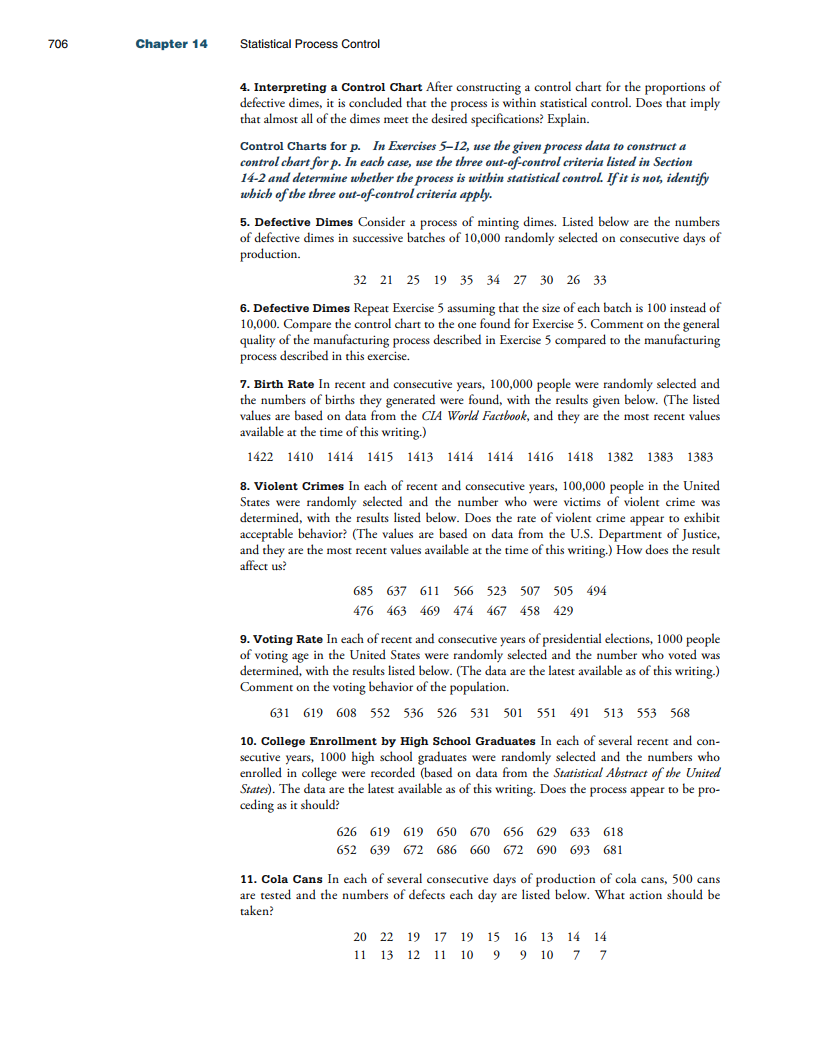 706 Chapter 14 Statistical Process Control
4. Interpreting a Control Chart After constructing a control chart for the proportions of
defective dimes, it is concluded that the process is within statistical control. Does that imply
that almost all of the dimes meet the desired specifications? Explain.
Control Charts for p. In Exercises 5–12, use the given process data to construct a
control chart for p. In each case, use the three out-of-control criteria listed in Section
14-2 and determine whether the process is within statistical control. If it is not, identify
which of the three out-of-control criteria apply.
5. Defective Dimes Consider a process of minting dimes. Listed below are the numbers
of defective dimes in successive batches of 10,000 randomly selected on consecutive days of
production.
32 21 25 19 35 34 27 30 26 33
6. Defective Dimes Repeat Exercise 5 assuming that the size of each batch is 100 instead of
10,000. Compare the control chart to the one found for Exercise 5. Comment on the general
quality of the manufacturing process described in Exercise 5 compared to the manufacturing
process described in this exercise.
7. Birth Rate In recent and consecutive years, 100,000 people were randomly selected and
the numbers of births they generated were found, with the results given below. (The listed
values are based on data from the CIA World Factbook, and they are the most recent values
available at the time of this writing.)
1422 1410 1414 1415 1413 1414 1414 1416 1418 1382 1383 1383
8. Violent Crimes In each of recent and consecutive years, 100,000 people in the United
States were randomly selected and the number who were victims of violent crime was
determined, with the results listed below. Does the rate of violent crime appear to exhibit
acceptable behavior? (The values are based on data from the U.S. Department of Justice,
and they are the most recent values available at the time of this writing.) How does the result
affect us?
685 637 611 566 523 507 505 494
476 463 469 474 467 458 429
9. Voting Rate In each of recent and consecutive years of presidential elections, 1000 people
of voting age in the United States were randomly selected and the number who voted was
determined, with the results listed below. (The data are the latest available as of this writing.)
Comment on the voting behavior of the population.
631 619 608 552 536 526 531 501 551 491 513 553 568
10. College Enrollment by High School Graduates In each of several recent and con-
secutive years, 1000 high school graduates were randomly selected and the numbers who
enrolled in college were recorded (based on data from the Statistical Abstract of the United
States). The data are the latest available as of this writing. Does the process appear to be pro-
ceding as it should?
626 619 619 650 670 656 629 633 618
652 639 672 686 660 672 690 693 681
11. Cola Cans In each of several consecutive days of production of cola cans, 500 cans
are tested and the numbers of defects each day are listed below. What action should be
taken?
20 22 19 17 19 15 16 13 14 14
11 13 12 11 10 9 9 10 7 7